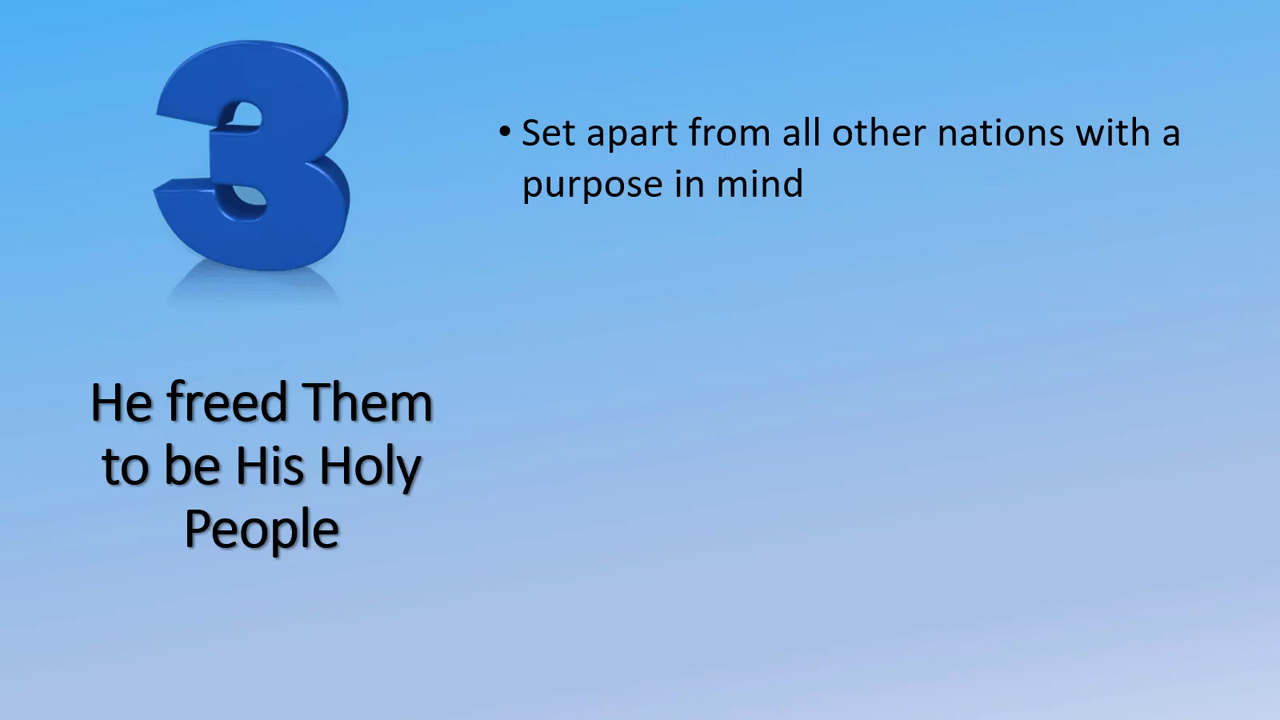 3
He freed Them
to be His Holy
People
• Set apart from all other nations with a
purpose in mind